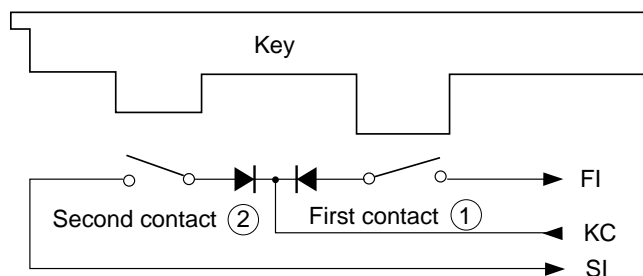 Key
FI
Second contact ② First contact ①
KC
SI